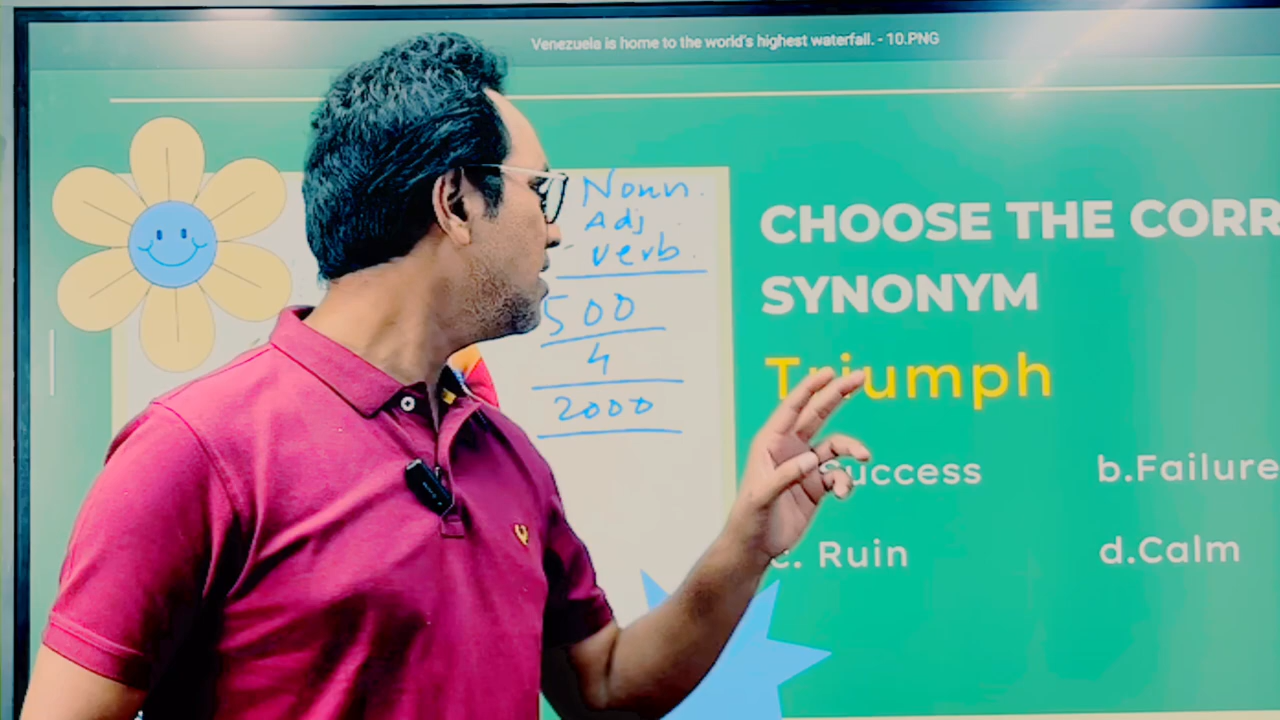 Venezuela is home to the world's highest waterfall. - 10.PNG
Noun.
Adj
verb.
500
4
2000
CHOOSE THE CORR
SYNONYM
Triumph
Success
b.Failure
c. Ruin
d.Calm